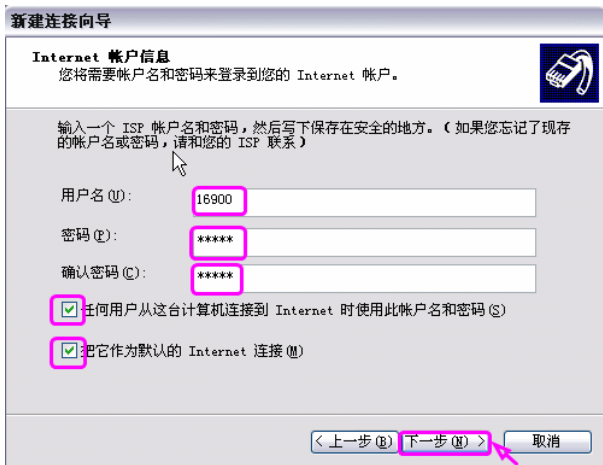 新建连接向导
Internet 帐户信息
您将需要帐户名和密码来登录到您的 Internet 帐户。
输入一个 ISP 帐户名和密码，然后写下保存在安全的地方。（如果您忘记了现存
的帐户名或密码，请和您的 ISP 联系）
用户名(U): 16900
密码(P): *****
确认密码(C): *****
任何用户从这台计算机连接到 Internet 时使用此帐户名和密码(S)
把它作为默认的 Internet 连接(M)
< 上一步(B) 下一步(N) > 取消